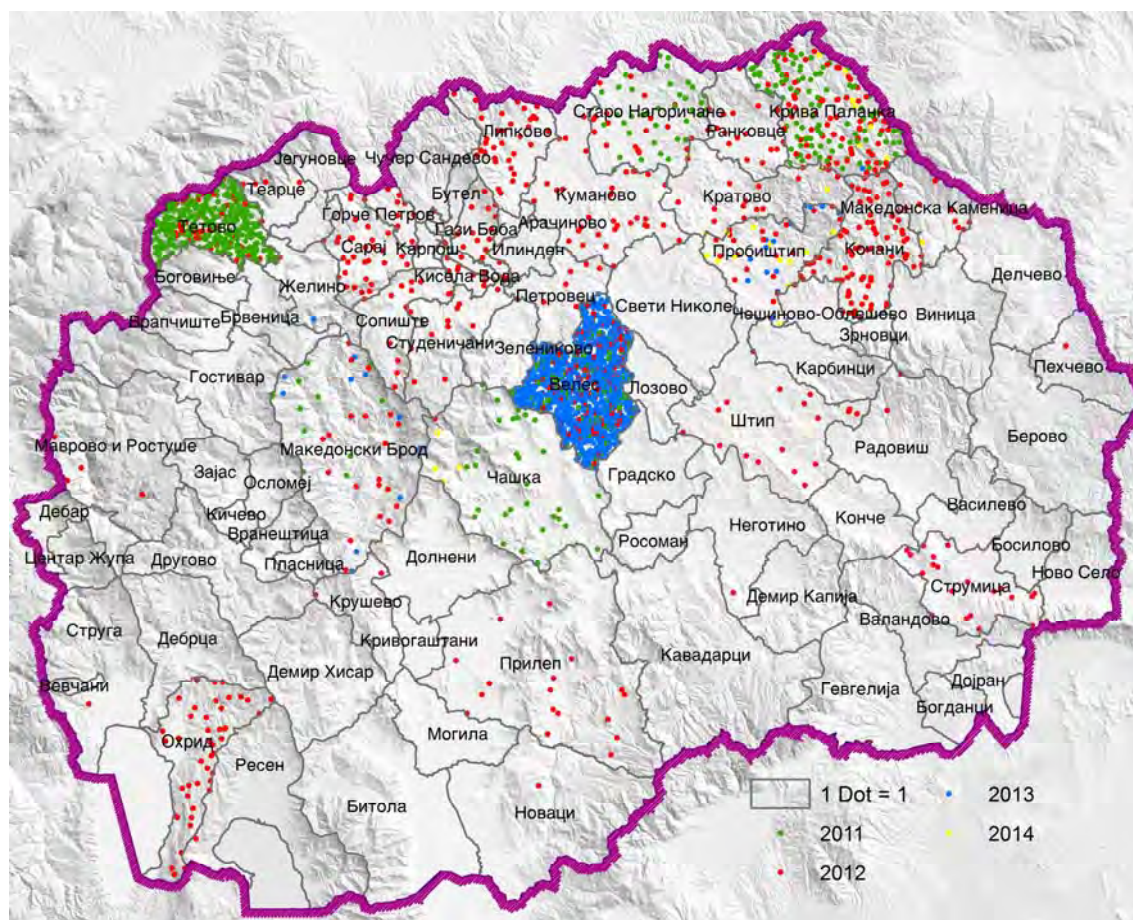 Старо Нагоричане
Крива Паланка
Ранковце
Липково
Јегуновце
Чучер Сандево
Теарце
Бутел
Куманово
Кратово
Македонска Каменица
Тетово
Горче Петров
Гази Баба
Арачиново
Сарај
Карпош
Илинден
Пробиштип
Кочани
Боговиње
Желино
Кисела Вода
Делчево
Петровец
Свети Николе
Чешиново-Облешево
Виница
Врапчиште
Брвеница
Сопиште
Студеничани
Зелениково
Зрновци
Карбинци
Пехчево
Гостивар
Велес
Лозово
Штип
Берово
Маврово и Ростуше
Македонски Брод
Радовиш
Зајас
Осломеј
Чашка
Градско
Дебар
Кичево
Василево
Вранештица
Неготино
Конче
Центар Жупа
Другово
Пласница
Долнени
Росоман
Босилово
Струмица
Ново Село
Крушево
Демир Капија
Валандово
Струга
Дебрца
Кривогаштани
Прилеп
Демир Хисар
Кавадарци
Вевчани
Гевгелија
Дојран
Богданци
Охрид
Могила
Ресен
Битола
Новаци
1 Dot = 1
2011
2012
2013
2014